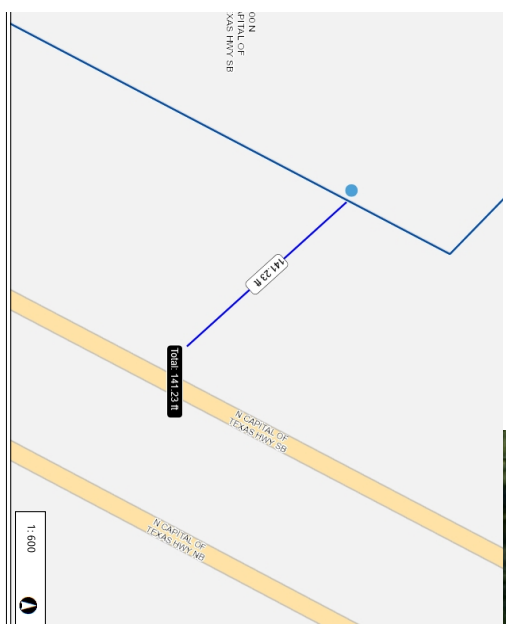 00 N
PITAL OF
XAS HWY SB
141.23 ft
Total: 141.23 ft
N CAPITAL OF
TEXAS HWY SB
N CAPITAL OF
TEXAS HWY NB
1: 600